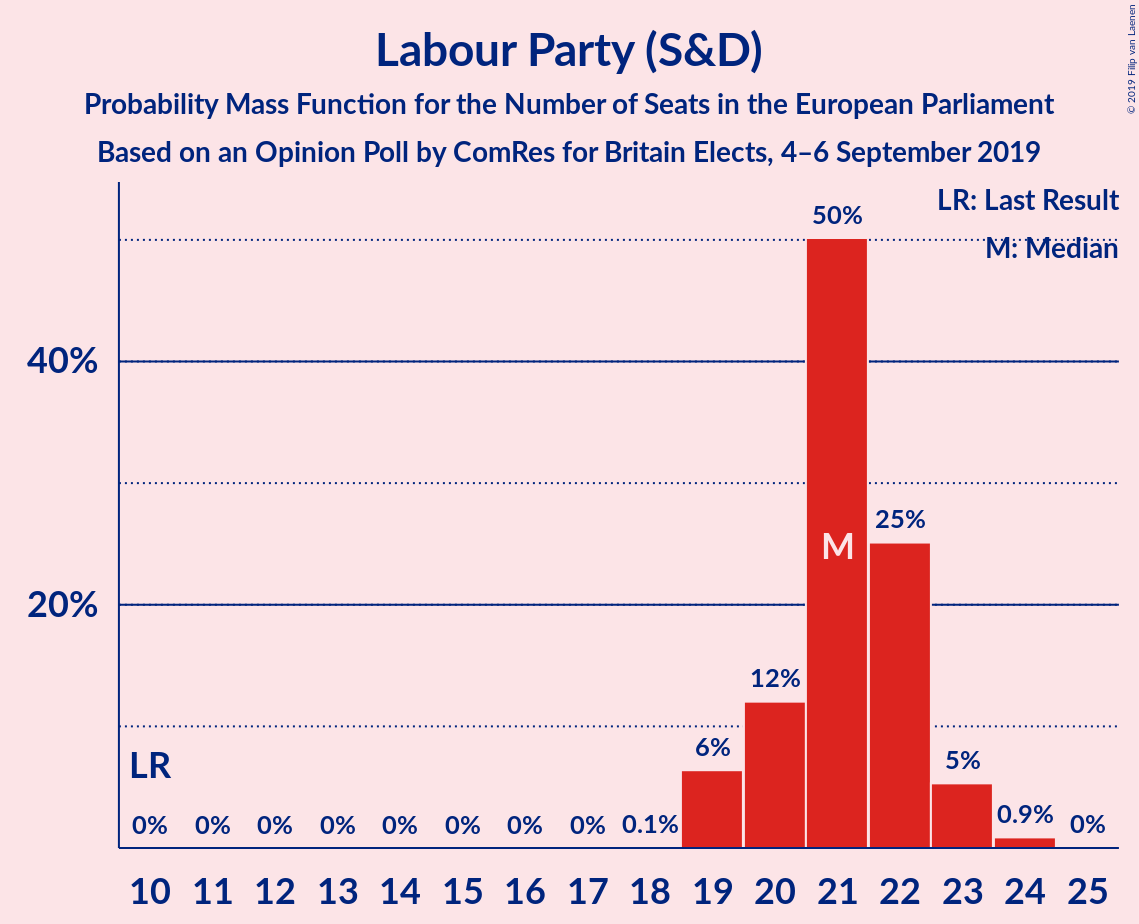 Labour Party (S&D)
Probability Mass Function for the Number of Seats in the European Parliament
Based on an Opinion Poll by ComRes for Britain Elects, 4–6 September 2019
© 2019 Filip van Laenen
LR: Last Result
M: Median
50%
40%
25%
M
20%
12%
6%
5%
LR
0% 0% 0% 0% 0% 0% 0% 0% 0.1% 0.9% 0%
10 11 12 13 14 15 16 17 18 19 20 21 22 23 24 25